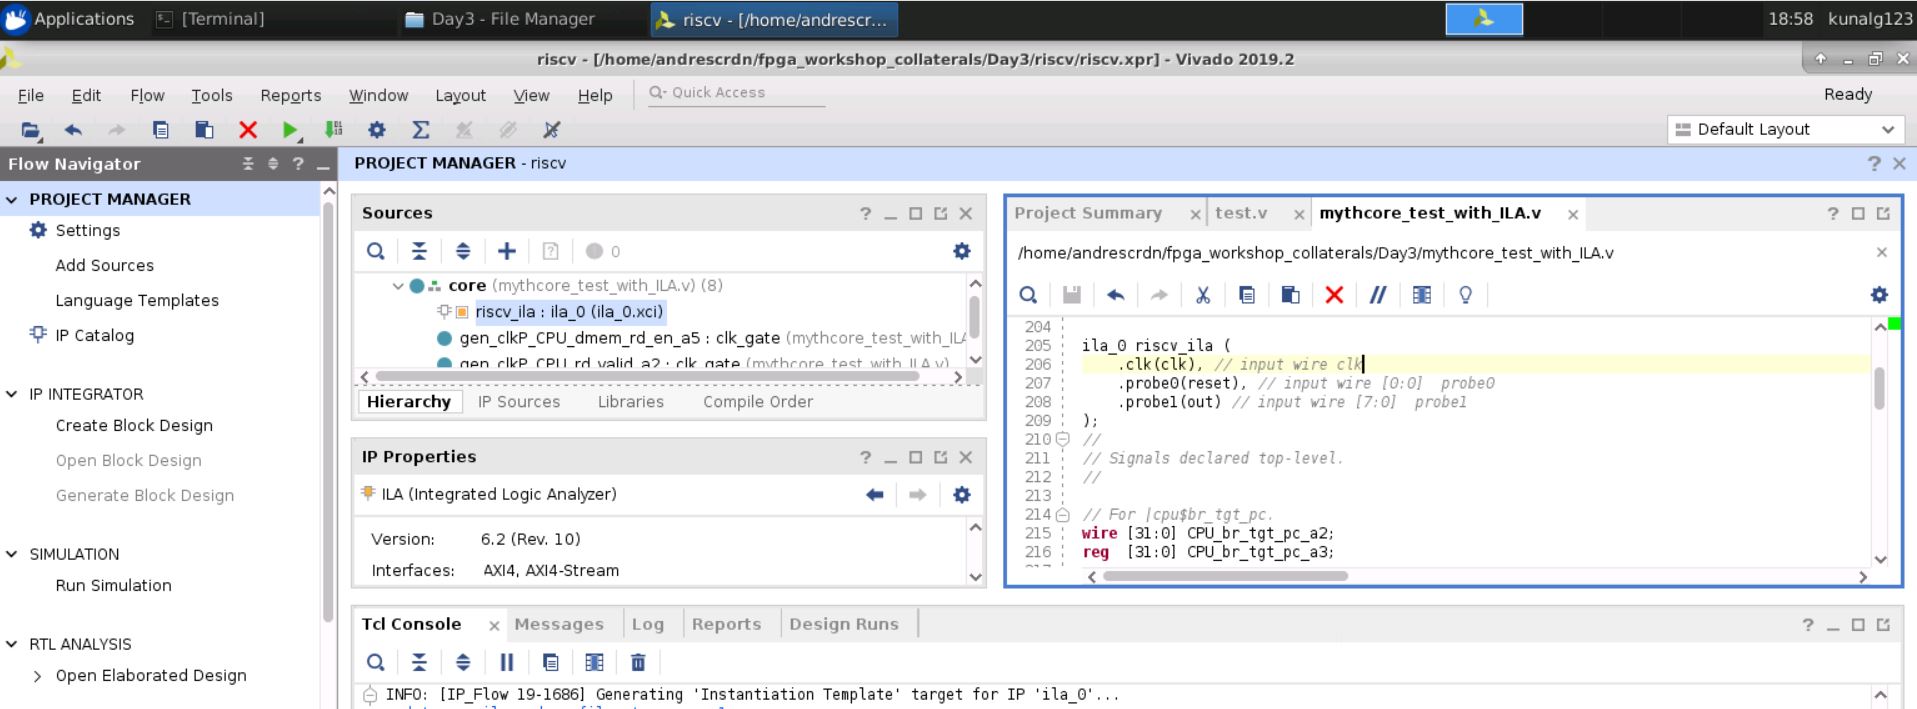 Applications [Terminal] Day3 - File Manager riscv - [/home/andrescr... 18:58 kunalg123
riscv - [/home/andrescrdn/fpga_workshop_collaterals/Day3/riscv/riscv.xpr] - Vivado 2019.2
File Edit Flow Tools Reports Window Layout View Help Quick Access Ready
Default Layout
Flow Navigator
PROJECT MANAGER
Settings
Add Sources
Language Templates
IP Catalog
IP INTEGRATOR
Create Block Design
Open Block Design
Generate Block Design
SIMULATION
Run Simulation
RTL ANALYSIS
Open Elaborated Design
PROJECT MANAGER - riscv
Sources
0
core (mythcore_test_with_ILA.v) (8)
riscv_ila : ila_0 (ila_0.xci)
gen_clkP_CPU_dmem_rd_en_a5 : clk_gate (mythcore_test_with_ILA
gen_clkP_CPU_rd_valid_a2 : clk_gate (mythcore_test_with_ILA.v)
Hierarchy IP Sources Libraries Compile Order
IP Properties
ILA (Integrated Logic Analyzer)
Version: 6.2 (Rev. 10)
Interfaces: AXI4, AXI4-Stream
Project Summary test.v mythcore_test_with_ILA.v
/home/andrescrdn/fpga_workshop_collaterals/Day3/mythcore_test_with_ILA.v
204
205 ila_0 riscv_ila (
206 .clk(clk), // input wire clk
207 .probe0(reset), // input wire [0:0]  probe0
208 .probe1(out) // input wire [7:0]  probe1
209 );
210 //
211 // Signals declared top-level.
212 //
213
214 // For |cpu$br_tgt_pc.
215 wire [31:0] CPU_br_tgt_pc_a2;
216 reg  [31:0] CPU_br_tgt_pc_a3;
Tcl Console Messages Log Reports Design Runs
INFO: [IP_Flow 19-1686] Generating 'Instantiation Template' target for IP 'ila_0'...